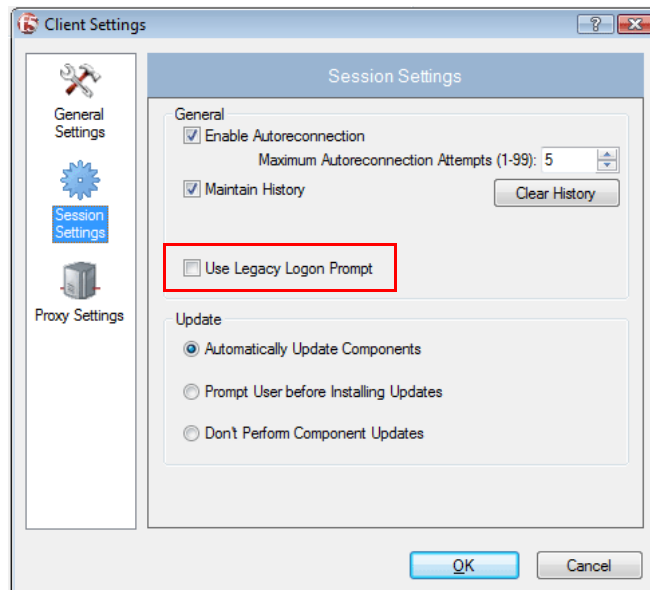 Client Settings
Session Settings
General
Settings
Session
Settings
Proxy Settings
General
Enable Autoreconnection
Maximum Autoreconnection Attempts (1-99): 5
Maintain History
Clear History
Use Legacy Logon Prompt
Update
Automatically Update Components
Prompt User before Installing Updates
Don't Perform Component Updates
OK
Cancel